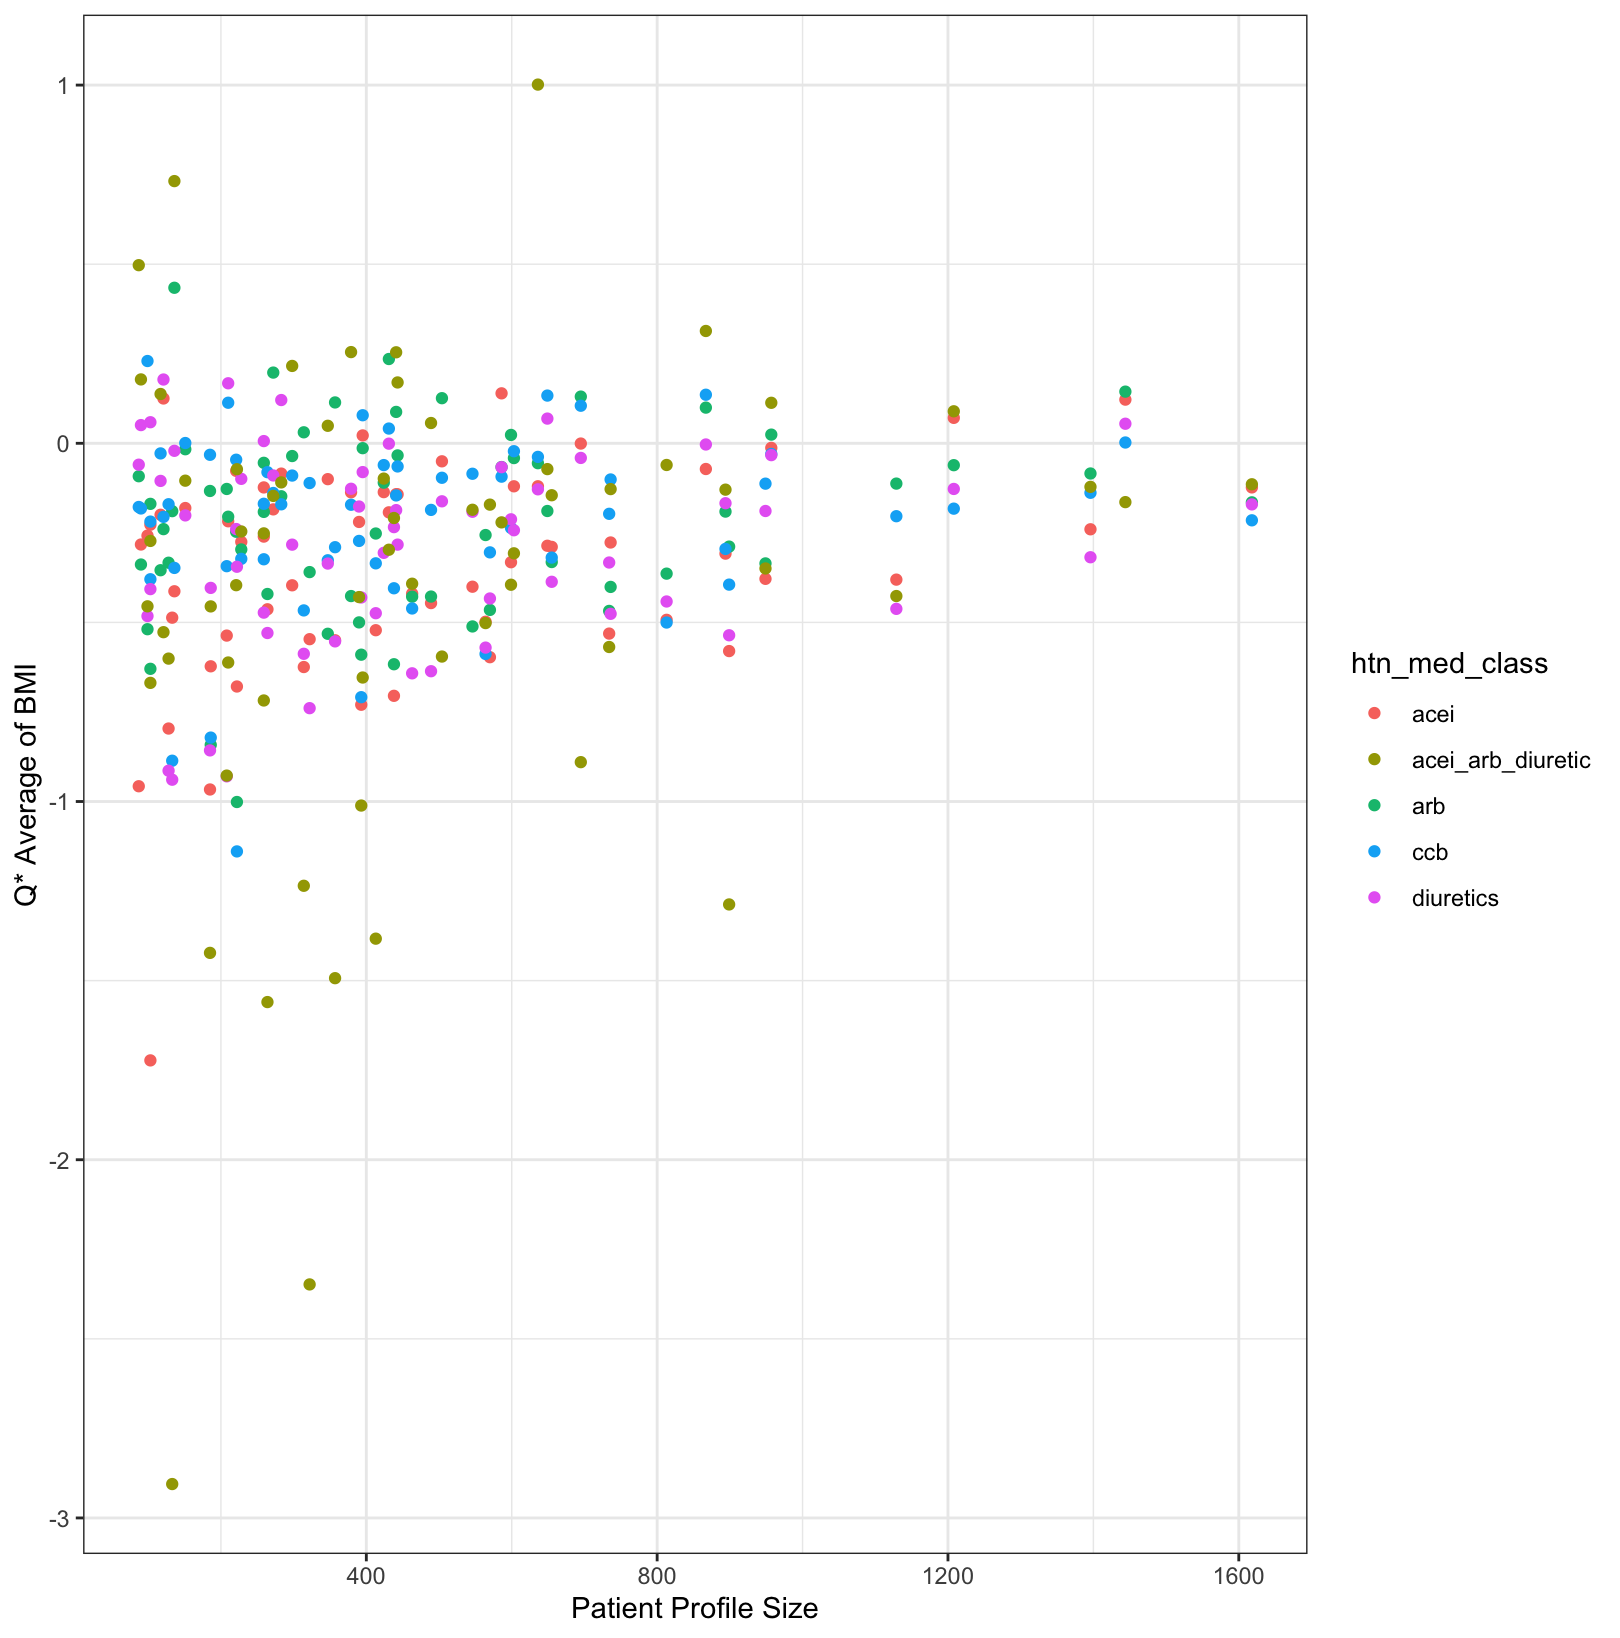 1
0
-1
-2
-3
Q* Average of BMI
400
800
1200
1600
Patient Profile Size
htn_med_class
acei
acei_arb_diuretic
arb
ccb
diuretics